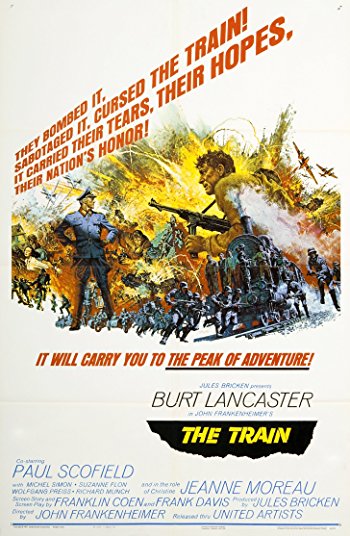 THEY BOMBED IT,
SABOTAGED IT, CURSED THE TRAIN!
IT CARRIED THEIR TEARS, THEIR HOPES,
THEIR NATION'S HONOR!
IT WILL CARRY YOU TO THE PEAK OF ADVENTURE!
JULES BRICKEN presents
BURT LANCASTER
in JOHN FRANKENHEIMER'S
THE TRAIN
Co-starring
PAUL SCOFIELD
with MICHEL SIMON · SUZANNE FLON
WOLFGANG PREISS · RICHARD MUNCH
and in the role of Christine JEANNE MOREAU
Screen Story and Screen Play by FRANKLIN COEN and FRANK DAVIS Produced by JULES BRICKEN
Directed by JOHN FRANKENHEIMER Released thru UNITED ARTISTS